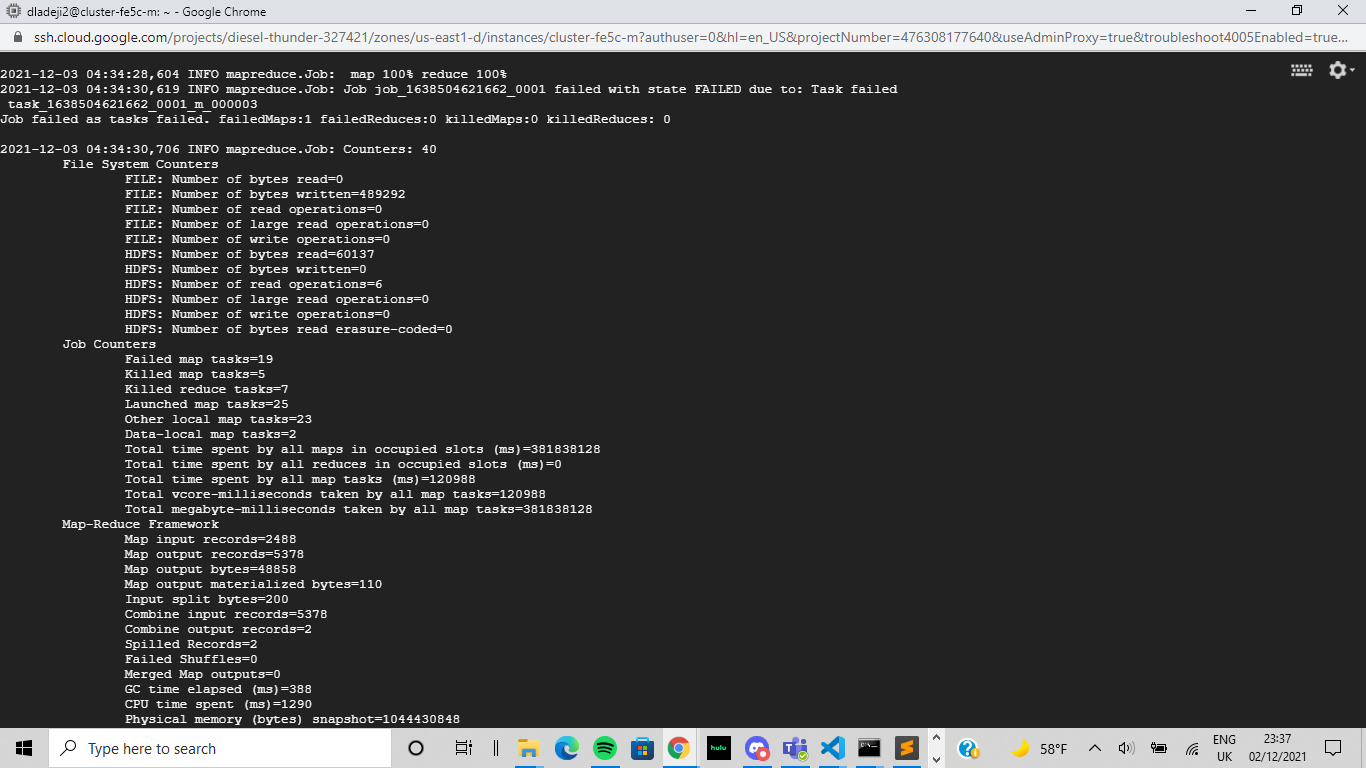 dladeji2@cluster-fe5c-m: ~ - Google Chrome
ssh.cloud.google.com/projects/diesel-thunder-327421/zones/us-east1-d/instances/cluster-fe5c-m?authuser=0&hl=en_US&projectNumber=476308177640&useAdminProxy=true&troubleshoot4005Enabled=true...
2021-12-03 04:34:28,604 INFO mapreduce.Job:  map 100% reduce 100%
2021-12-03 04:34:30,619 INFO mapreduce.Job: Job job_1638504621662_0001 failed with state FAILED due to: Task failed
task_1638504621662_0001_m_000003
Job failed as tasks failed. failedMaps:1 failedReduces:0 killedMaps:0 killedReduces: 0
2021-12-03 04:34:30,706 INFO mapreduce.Job: Counters: 40
File System Counters
FILE: Number of bytes read=0
FILE: Number of bytes written=489292
FILE: Number of read operations=0
FILE: Number of large read operations=0
FILE: Number of write operations=0
HDFS: Number of bytes read=60137
HDFS: Number of bytes written=0
HDFS: Number of read operations=6
HDFS: Number of large read operations=0
HDFS: Number of write operations=0
HDFS: Number of bytes read erasure-coded=0
Job Counters
Failed map tasks=19
Killed map tasks=5
Killed reduce tasks=7
Launched map tasks=25
Other local map tasks=23
Data-local map tasks=2
Total time spent by all maps in occupied slots (ms)=381838128
Total time spent by all reduces in occupied slots (ms)=0
Total time spent by all map tasks (ms)=120988
Total vcore-milliseconds taken by all map tasks=120988
Total megabyte-milliseconds taken by all map tasks=381838128
Map-Reduce Framework
Map input records=2488
Map output records=5378
Map output bytes=48858
Map output materialized bytes=110
Input split bytes=200
Combine input records=5378
Combine output records=2
Spilled Records=2
Failed Shuffles=0
Merged Map outputs=0
GC time elapsed (ms)=388
CPU time spent (ms)=1290
Physical memory (bytes) snapshot=1044430848
Type here to search
hulu
58°F
ENG
UK
23:37
02/12/2021